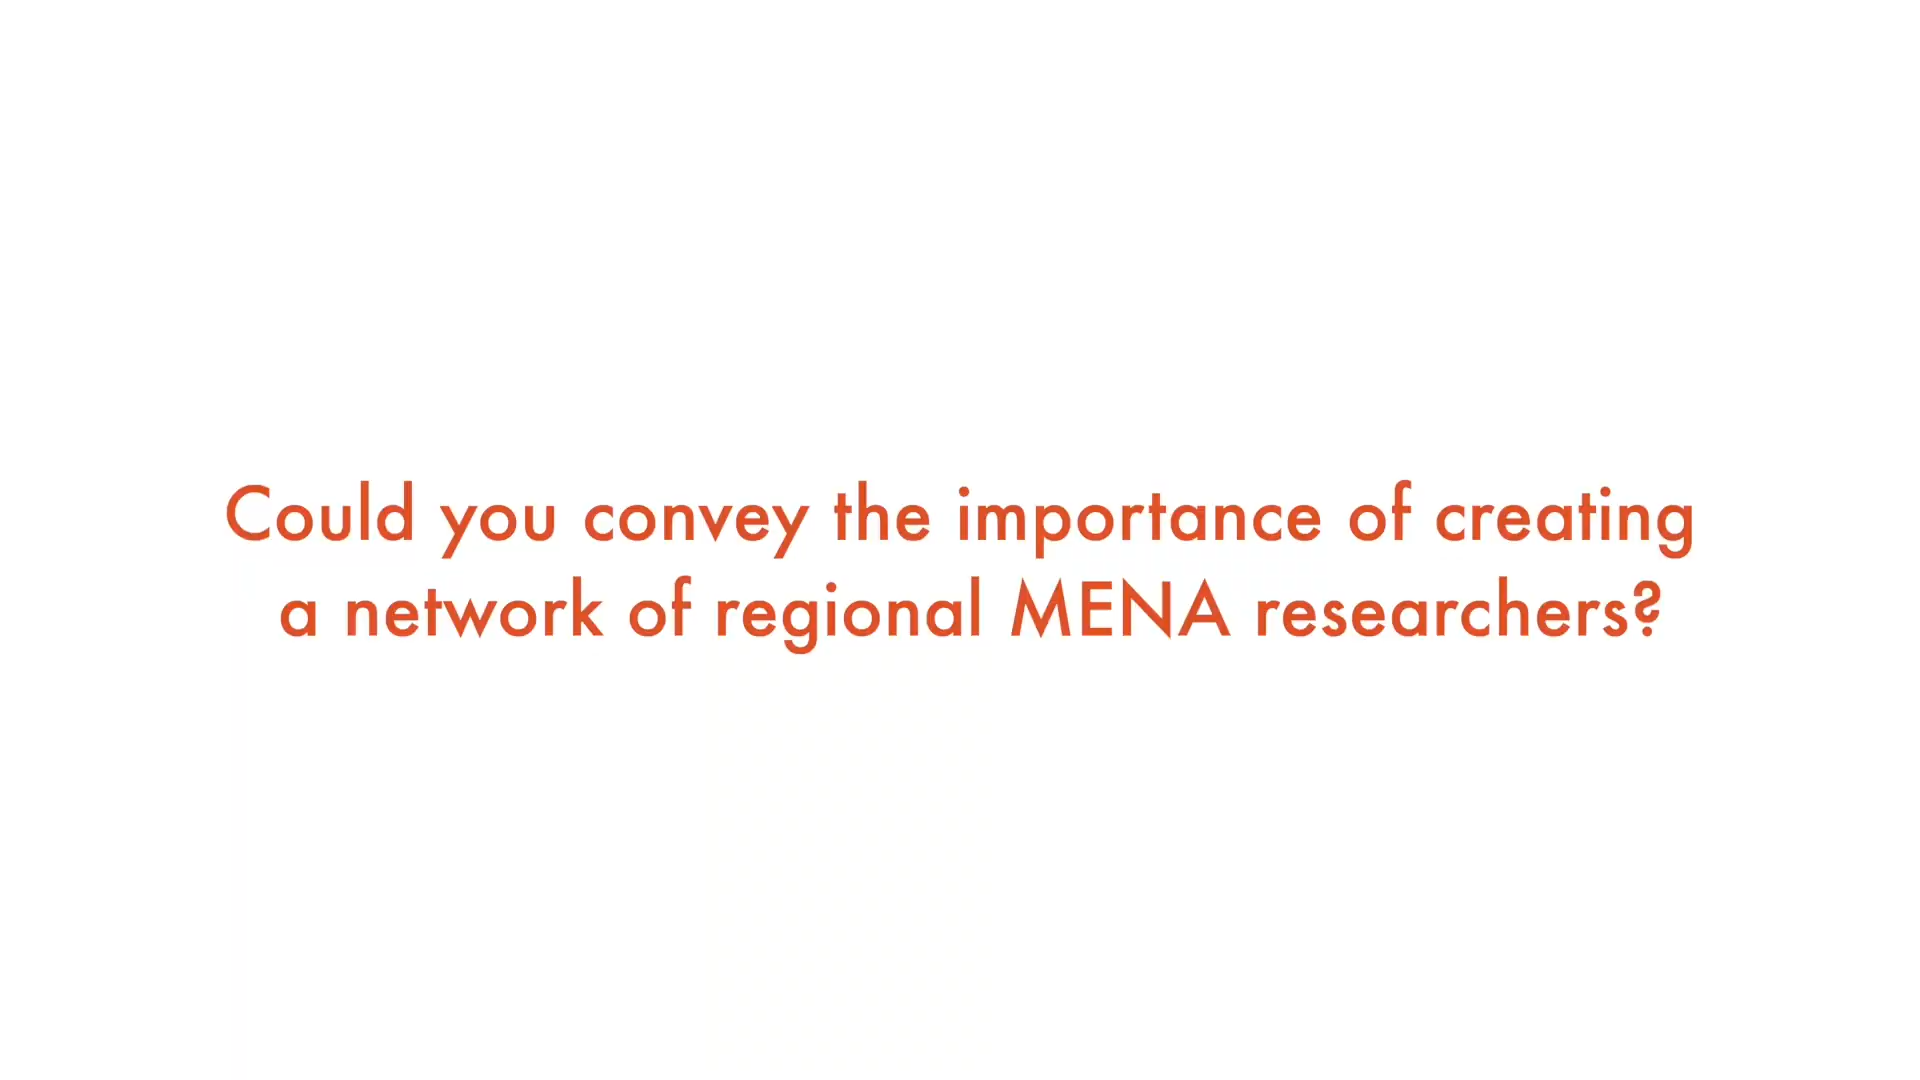 Could you convey the importance of creating
a network of regional MENA researchers?